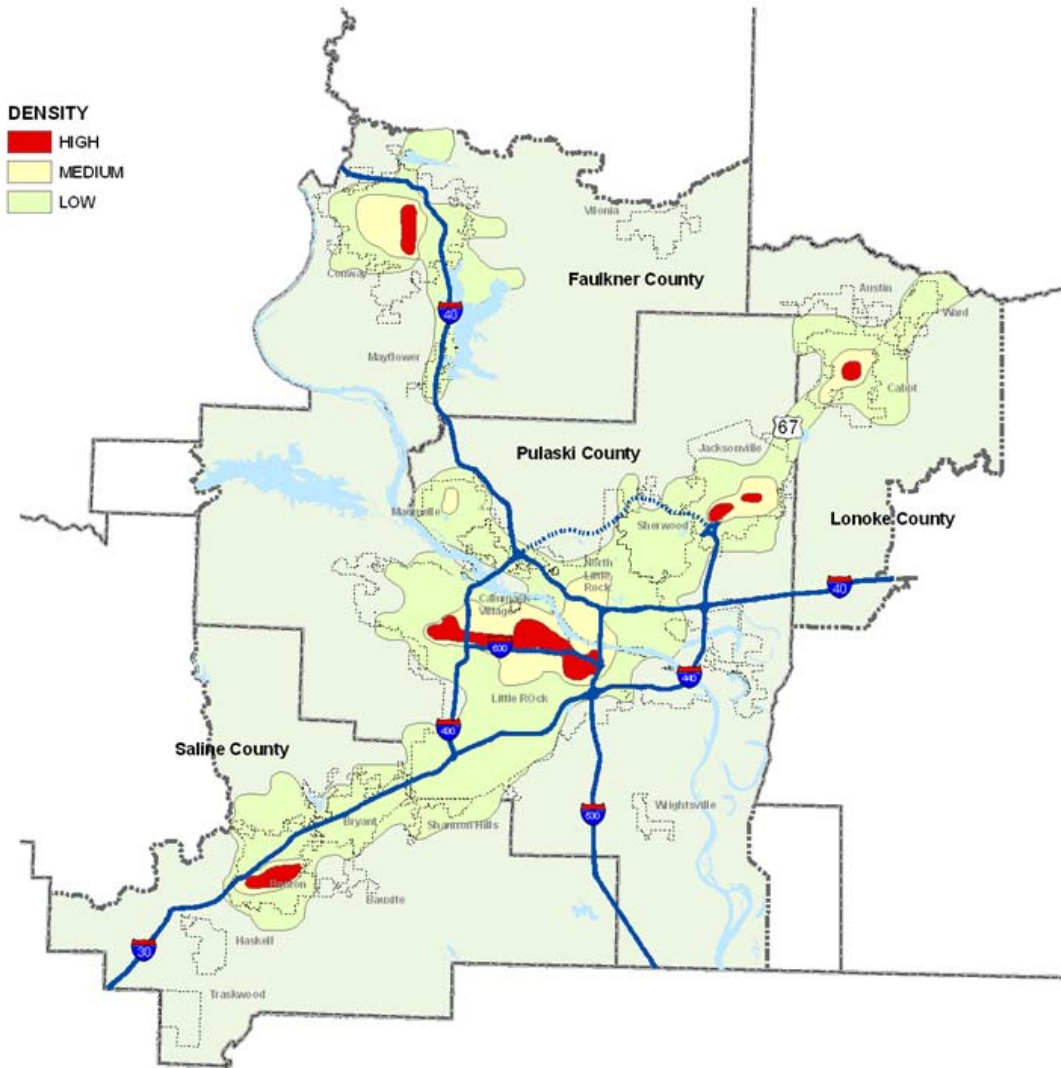 DENSITY
HIGH
MEDIUM
LOW
Vilonia
Conway
Faulkner County
Austin
Ward
40
Mayflower
Cabot
67
Jacksonville
Pulaski County
Maumelle
Sherwood
Lonoke County
North
Little
Rock
40
Cammack
Village
630
440
Little ROck
430
Saline County
Wrightsville
530
Bryant
Shannon Hills
Benton
Bauxite
Haskell
30
Traskwood